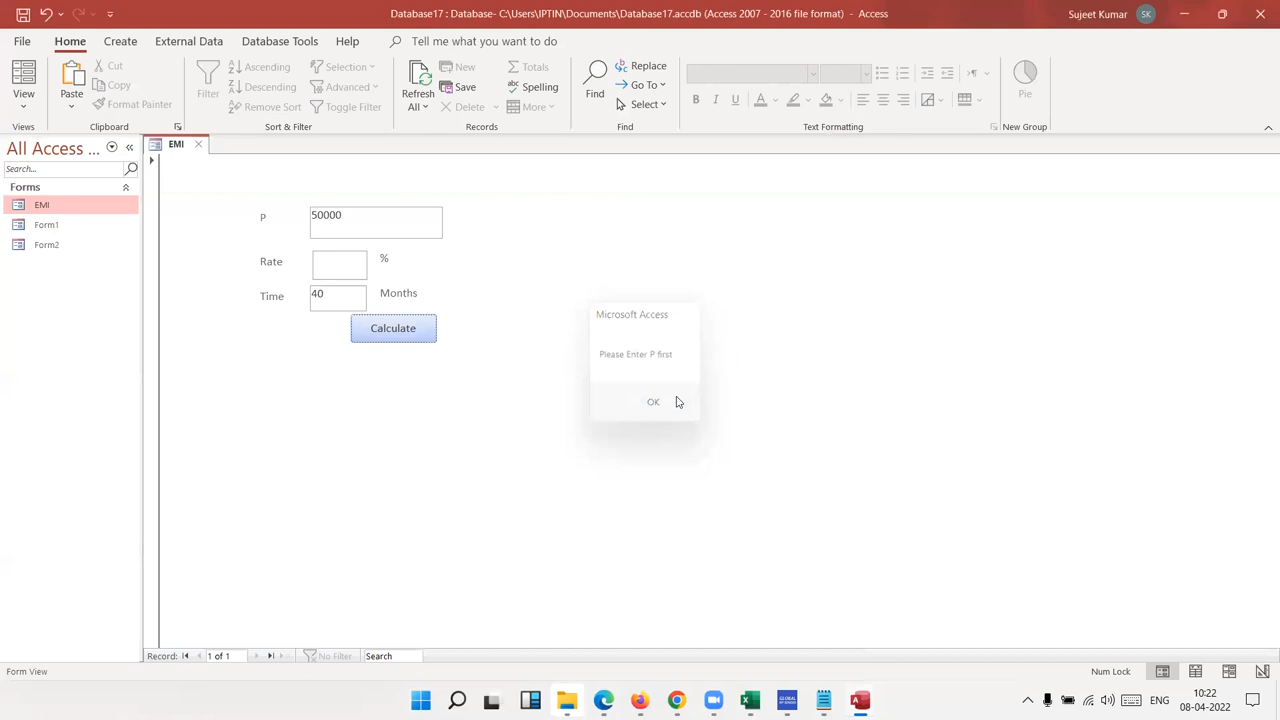 Database17 : Database- C:\Users\IPTIN\Documents\Database17.accdb (Access 2007 - 2016 file format) - Access
Sujeet Kumar
SK
File
Home
Create
External Data
Database Tools
Help
Tell me what you want to do
View
Views
Paste
Cut
Copy
Format Painter
Clipboard
Filter
Ascending
Descending
Remove Sort
Selection
Advanced
Toggle Filter
Sort & Filter
Refresh
All
New
Save
Delete
Totals
Spelling
More
Records
Find
Replace
Go To
Select
Find
B I U A
Text Formatting
Pie
New Group
All Access ...
Search...
Forms
EMI
Form1
Form2
EMI
p 50000
Rate %
Time 40 Months
Calculate
Microsoft Access
Please Enter P first
OK
Record: 1 of 1 No Filter Search
Form View
Num Lock
ENG
10:22
08-04-2022